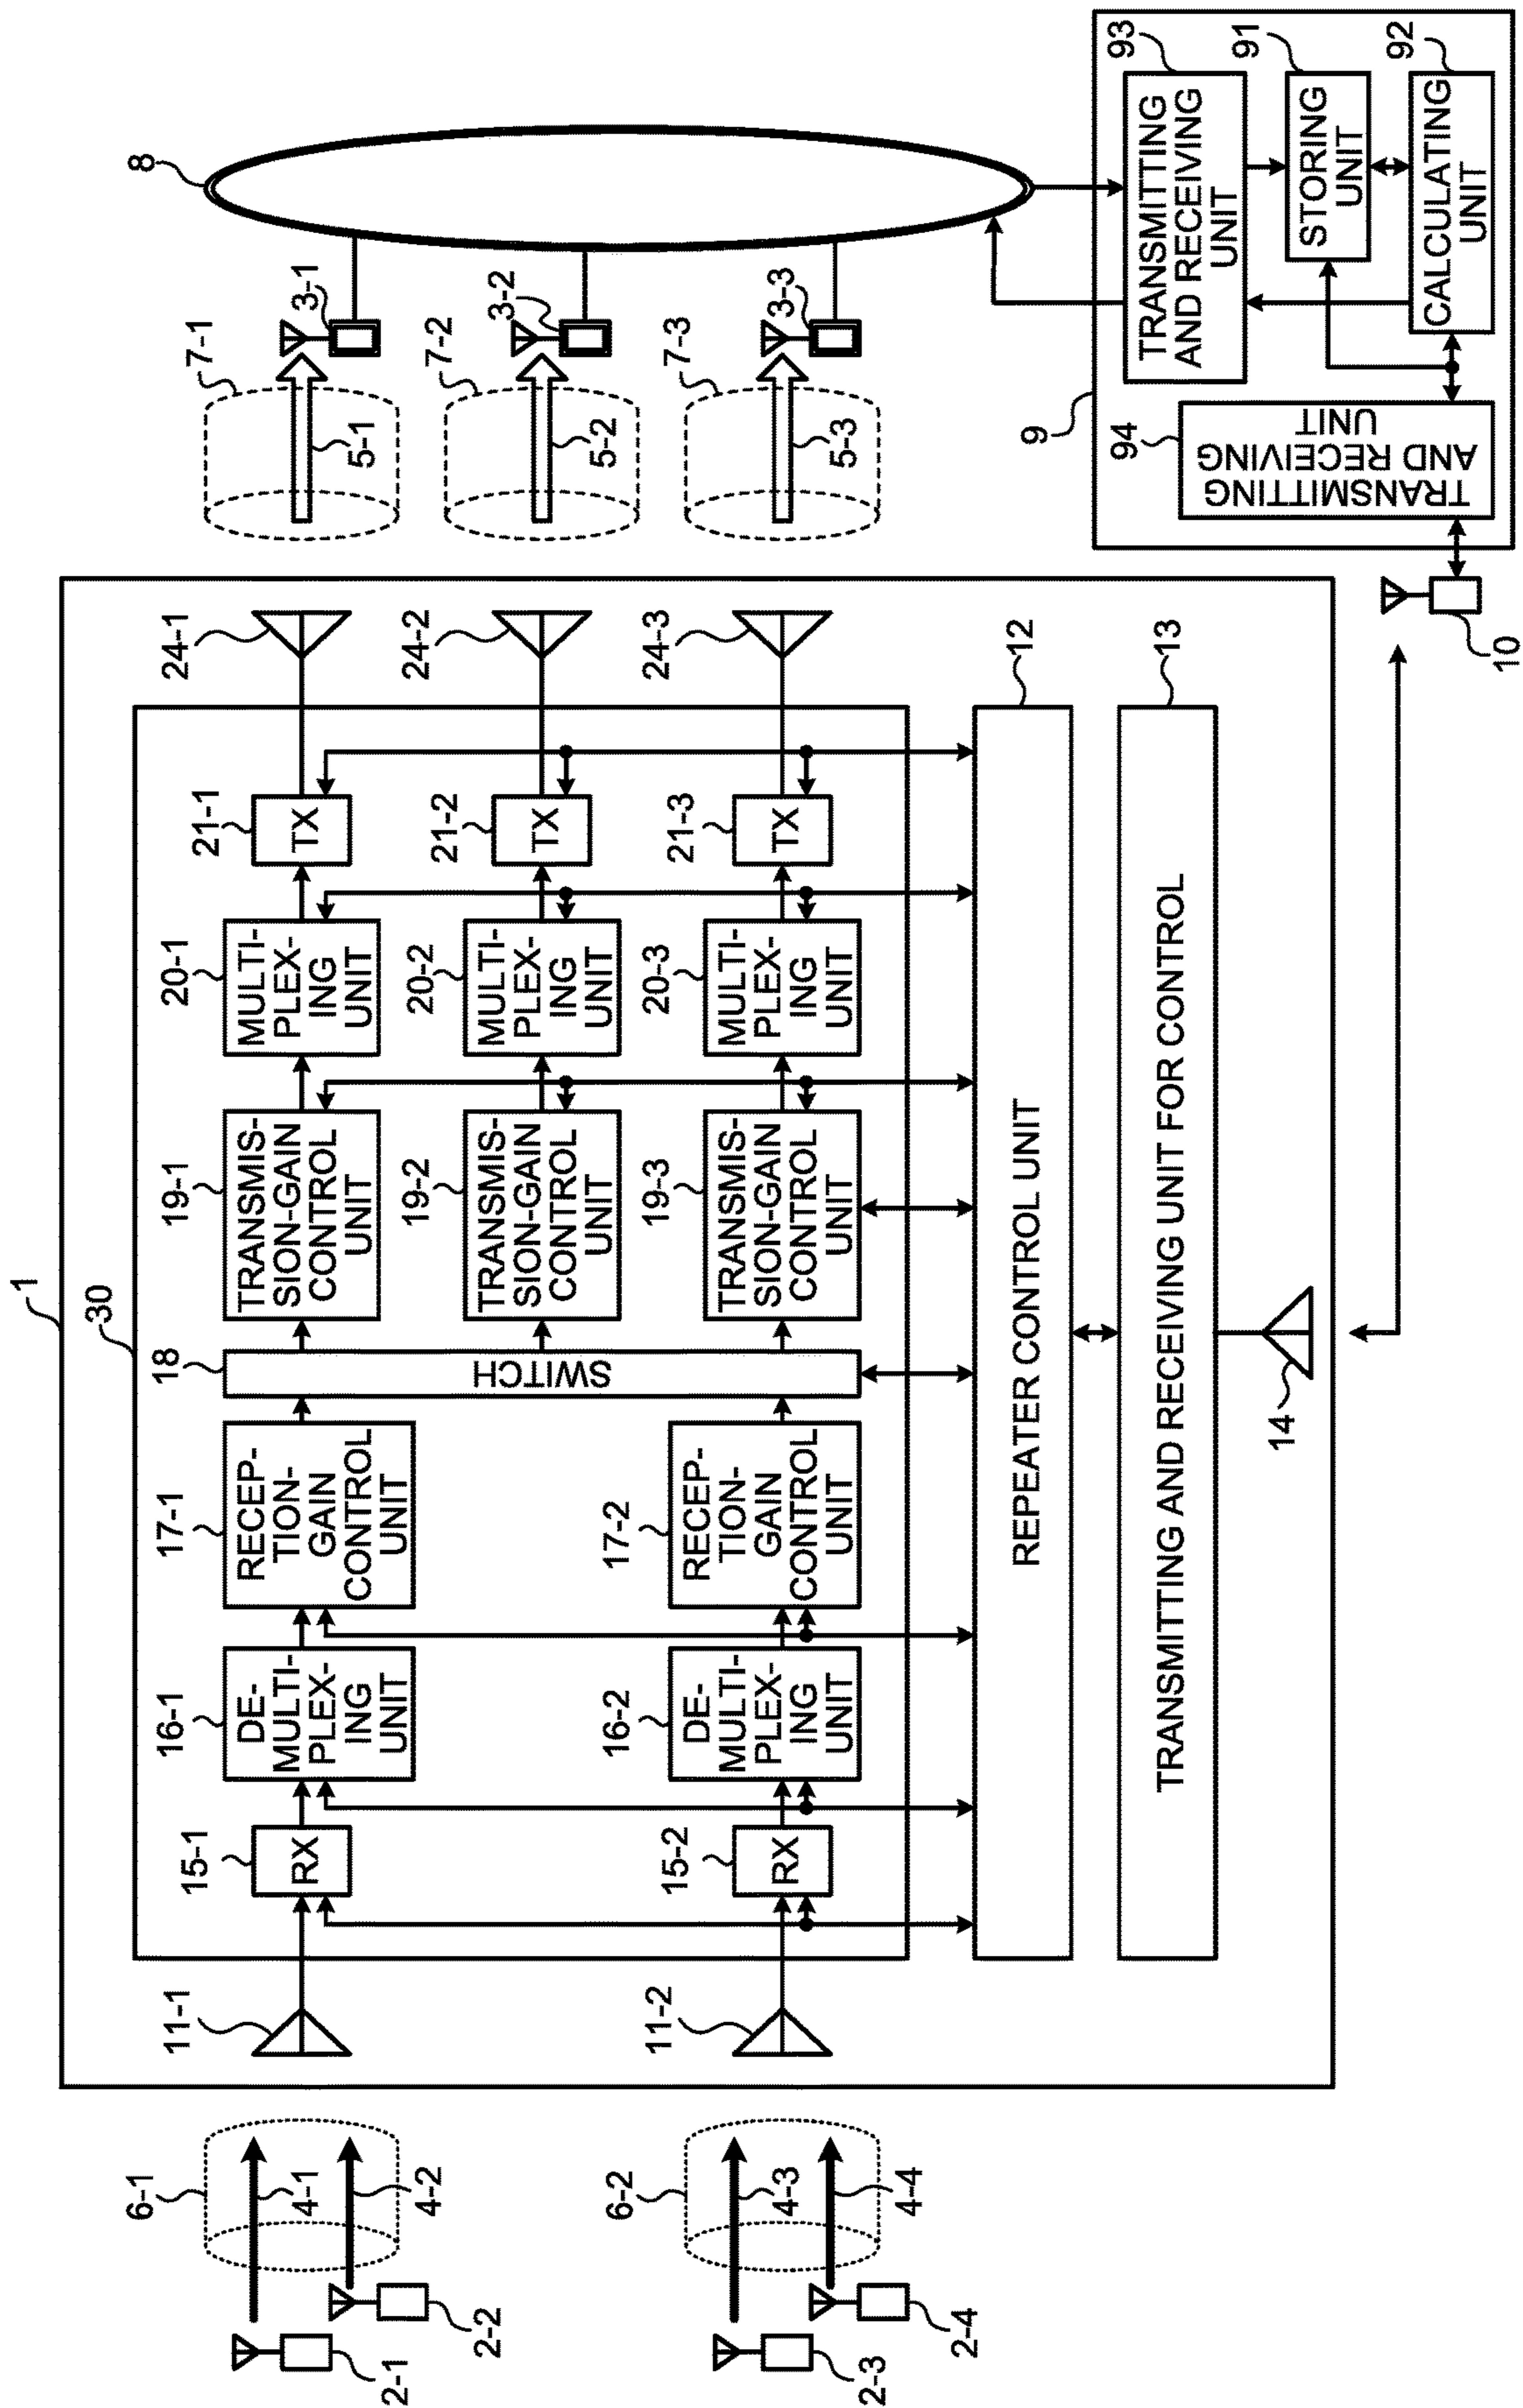 1
30
11-1
15-1
RX
16-1
DE-
MULTI-
PLEX-
ING
UNIT
17-1
RECEP-
TION-
GAIN
CONTROL
UNIT
18
SWITCH
19-1
TRANSMIS-
SION-GAIN
CONTROL
UNIT
20-1
MULTI-
PLEX-
ING
UNIT
21-1
TX
24-1
19-2
TRANSMIS-
SION-GAIN
CONTROL
UNIT
20-2
MULTI-
PLEX-
ING
UNIT
21-2
TX
24-2
11-2
15-2
RX
16-2
DE-
MULTI-
PLEX-
ING
UNIT
17-2
RECEP-
TION-
GAIN
CONTROL
UNIT
19-3
TRANSMIS-
SION-GAIN
CONTROL
UNIT
20-3
MULTI-
PLEX-
ING
UNIT
21-3
TX
24-3
REPEATER CONTROL UNIT
12
TRANSMITTING AND RECEIVING UNIT FOR CONTROL
13
14
6-1
4-1
4-2
2-1
2-2
6-2
4-3
4-4
2-3
2-4
7-1
5-1
3-1
7-2
5-2
3-2
7-3
5-3
3-3
8
9
10
94
TRANSMITTING
AND RECEIVING
UNIT
93
TRANSMITTING
AND RECEIVING
UNIT
91
STORING
UNIT
92
CALCULATING
UNIT